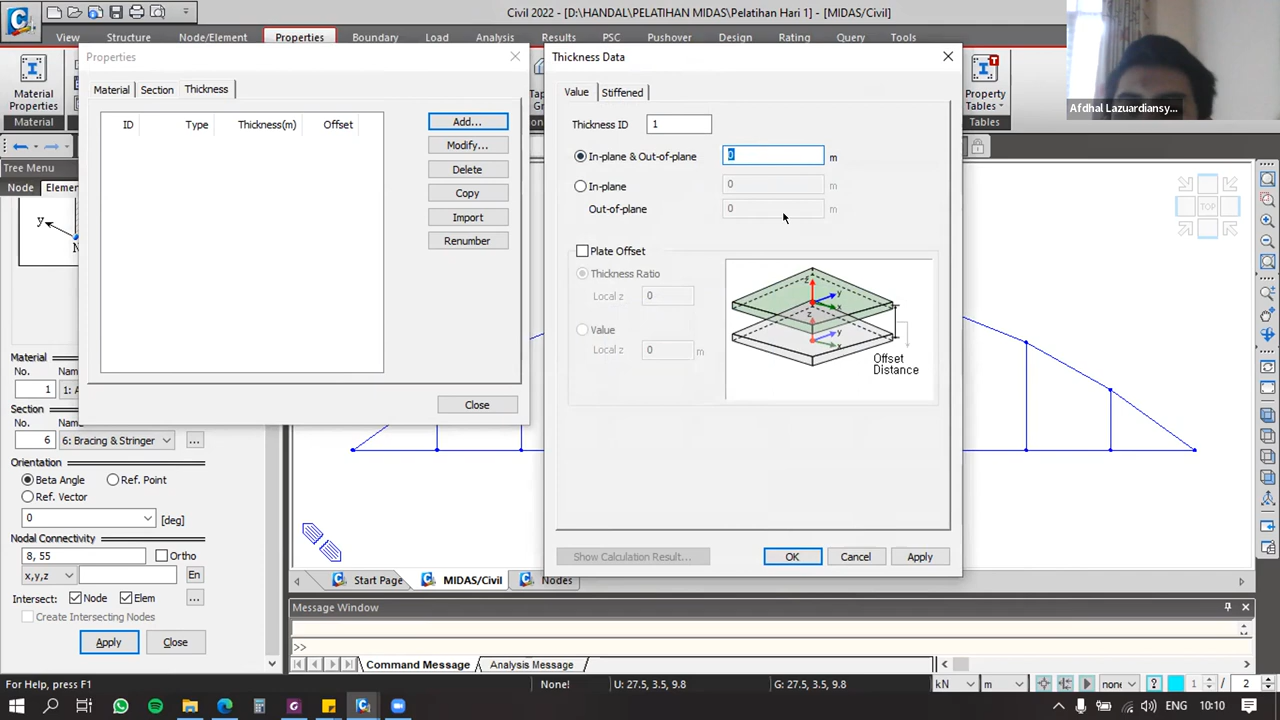 Civil 2022 - [D:\HANDAL\PELATIHAN MIDAS\Pelatihan Hari 1] - [MIDAS/Civil]
View Structure Node/Element Properties Boundary Load Analysis Results PSC Pushover Design Rating Query Tools
Material
Properties
Material
Property
Tables
Tables
Afdhal Lazuardiansy...
Tree Menu
Node
y
N
Properties
Material Section Thickness
ID Type Thickness(m) Offset
Add...
Modify...
Delete
Copy
Import
Renumber
Close
Thickness Data
Value Stiffened
Thickness ID 1
In-plane & Out-of-plane 0 m
In-plane 0 m
Out-of-plane 0 m
Plate Offset
Thickness Ratio
Local z 0
Value
Local z 0 m
z y x
z y x
Offset
Distance
Show Calculation Result...
OK Cancel Apply
TOP
Material
No.
1
Section
No. Name
6 6: Bracing & Stringer
Orientation
Beta Angle Ref. Point
Ref. Vector
0 [deg]
Nodal Connectivity
8, 55 Ortho
x,y,z En
Intersect: Node Elem
Create Intersecting Nodes
Apply Close
Start Page MIDAS/Civil Nodes
Message Window
>>
Command Message Analysis Message
For Help, press F1
None! U: 27.5, 3.5, 9.8 G: 27.5, 3.5, 9.8
kN m none ? 1 / 2
ENG 10:10